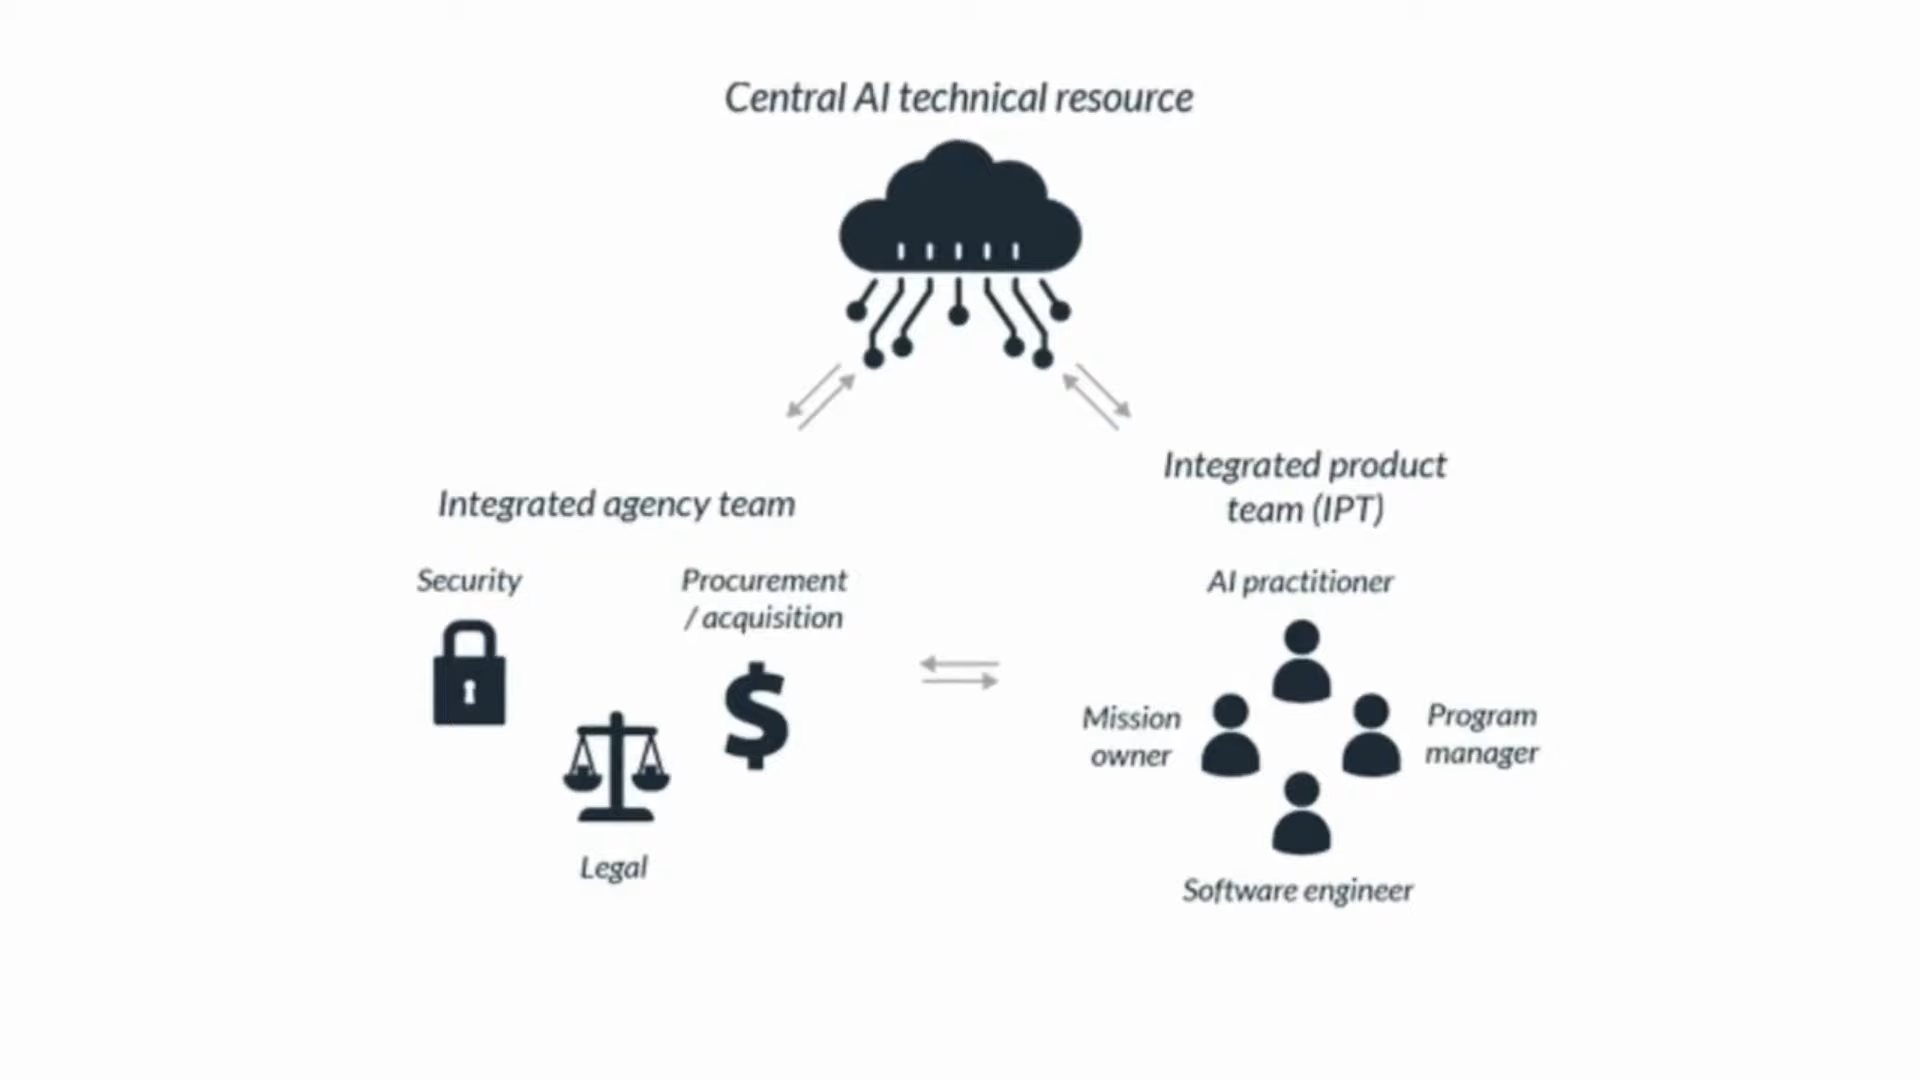 Central AI technical resource
Integrated agency team
Security
Procurement
/ acquisition
Legal
Integrated product
team (IPT)
AI practitioner
Mission
owner
Program
manager
Software engineer